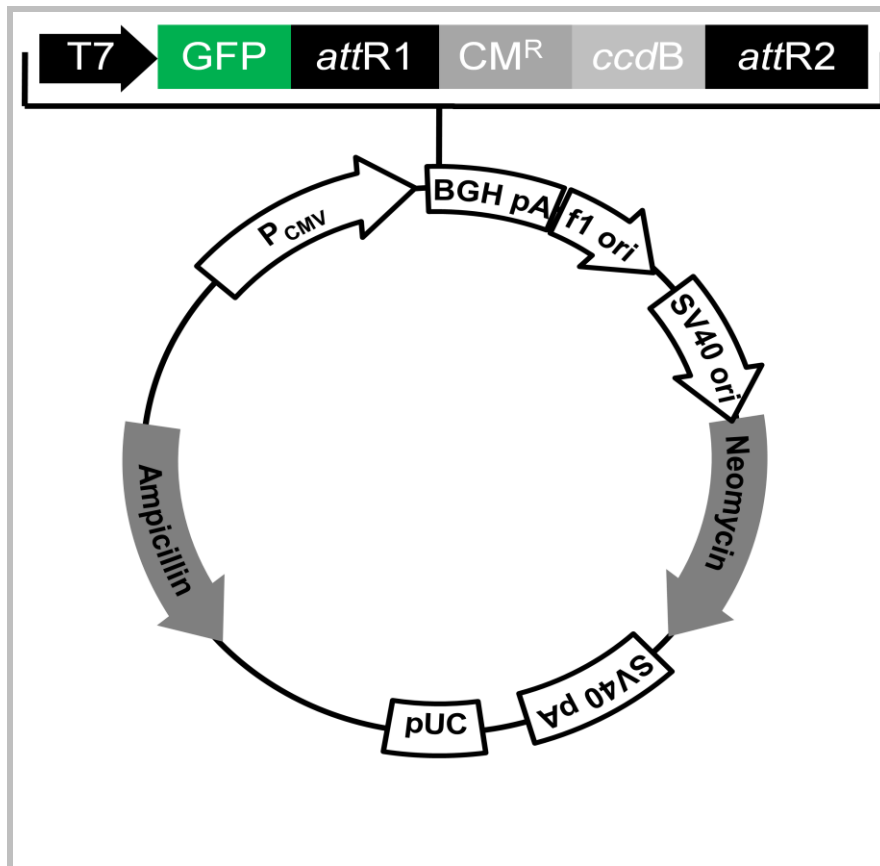 T7 GFP attR1 CMR ccdB attR2
PCMV
BGH pA
f1 ori
SV40 ori
Neomycin
SV40 pA
pUC
Ampicillin